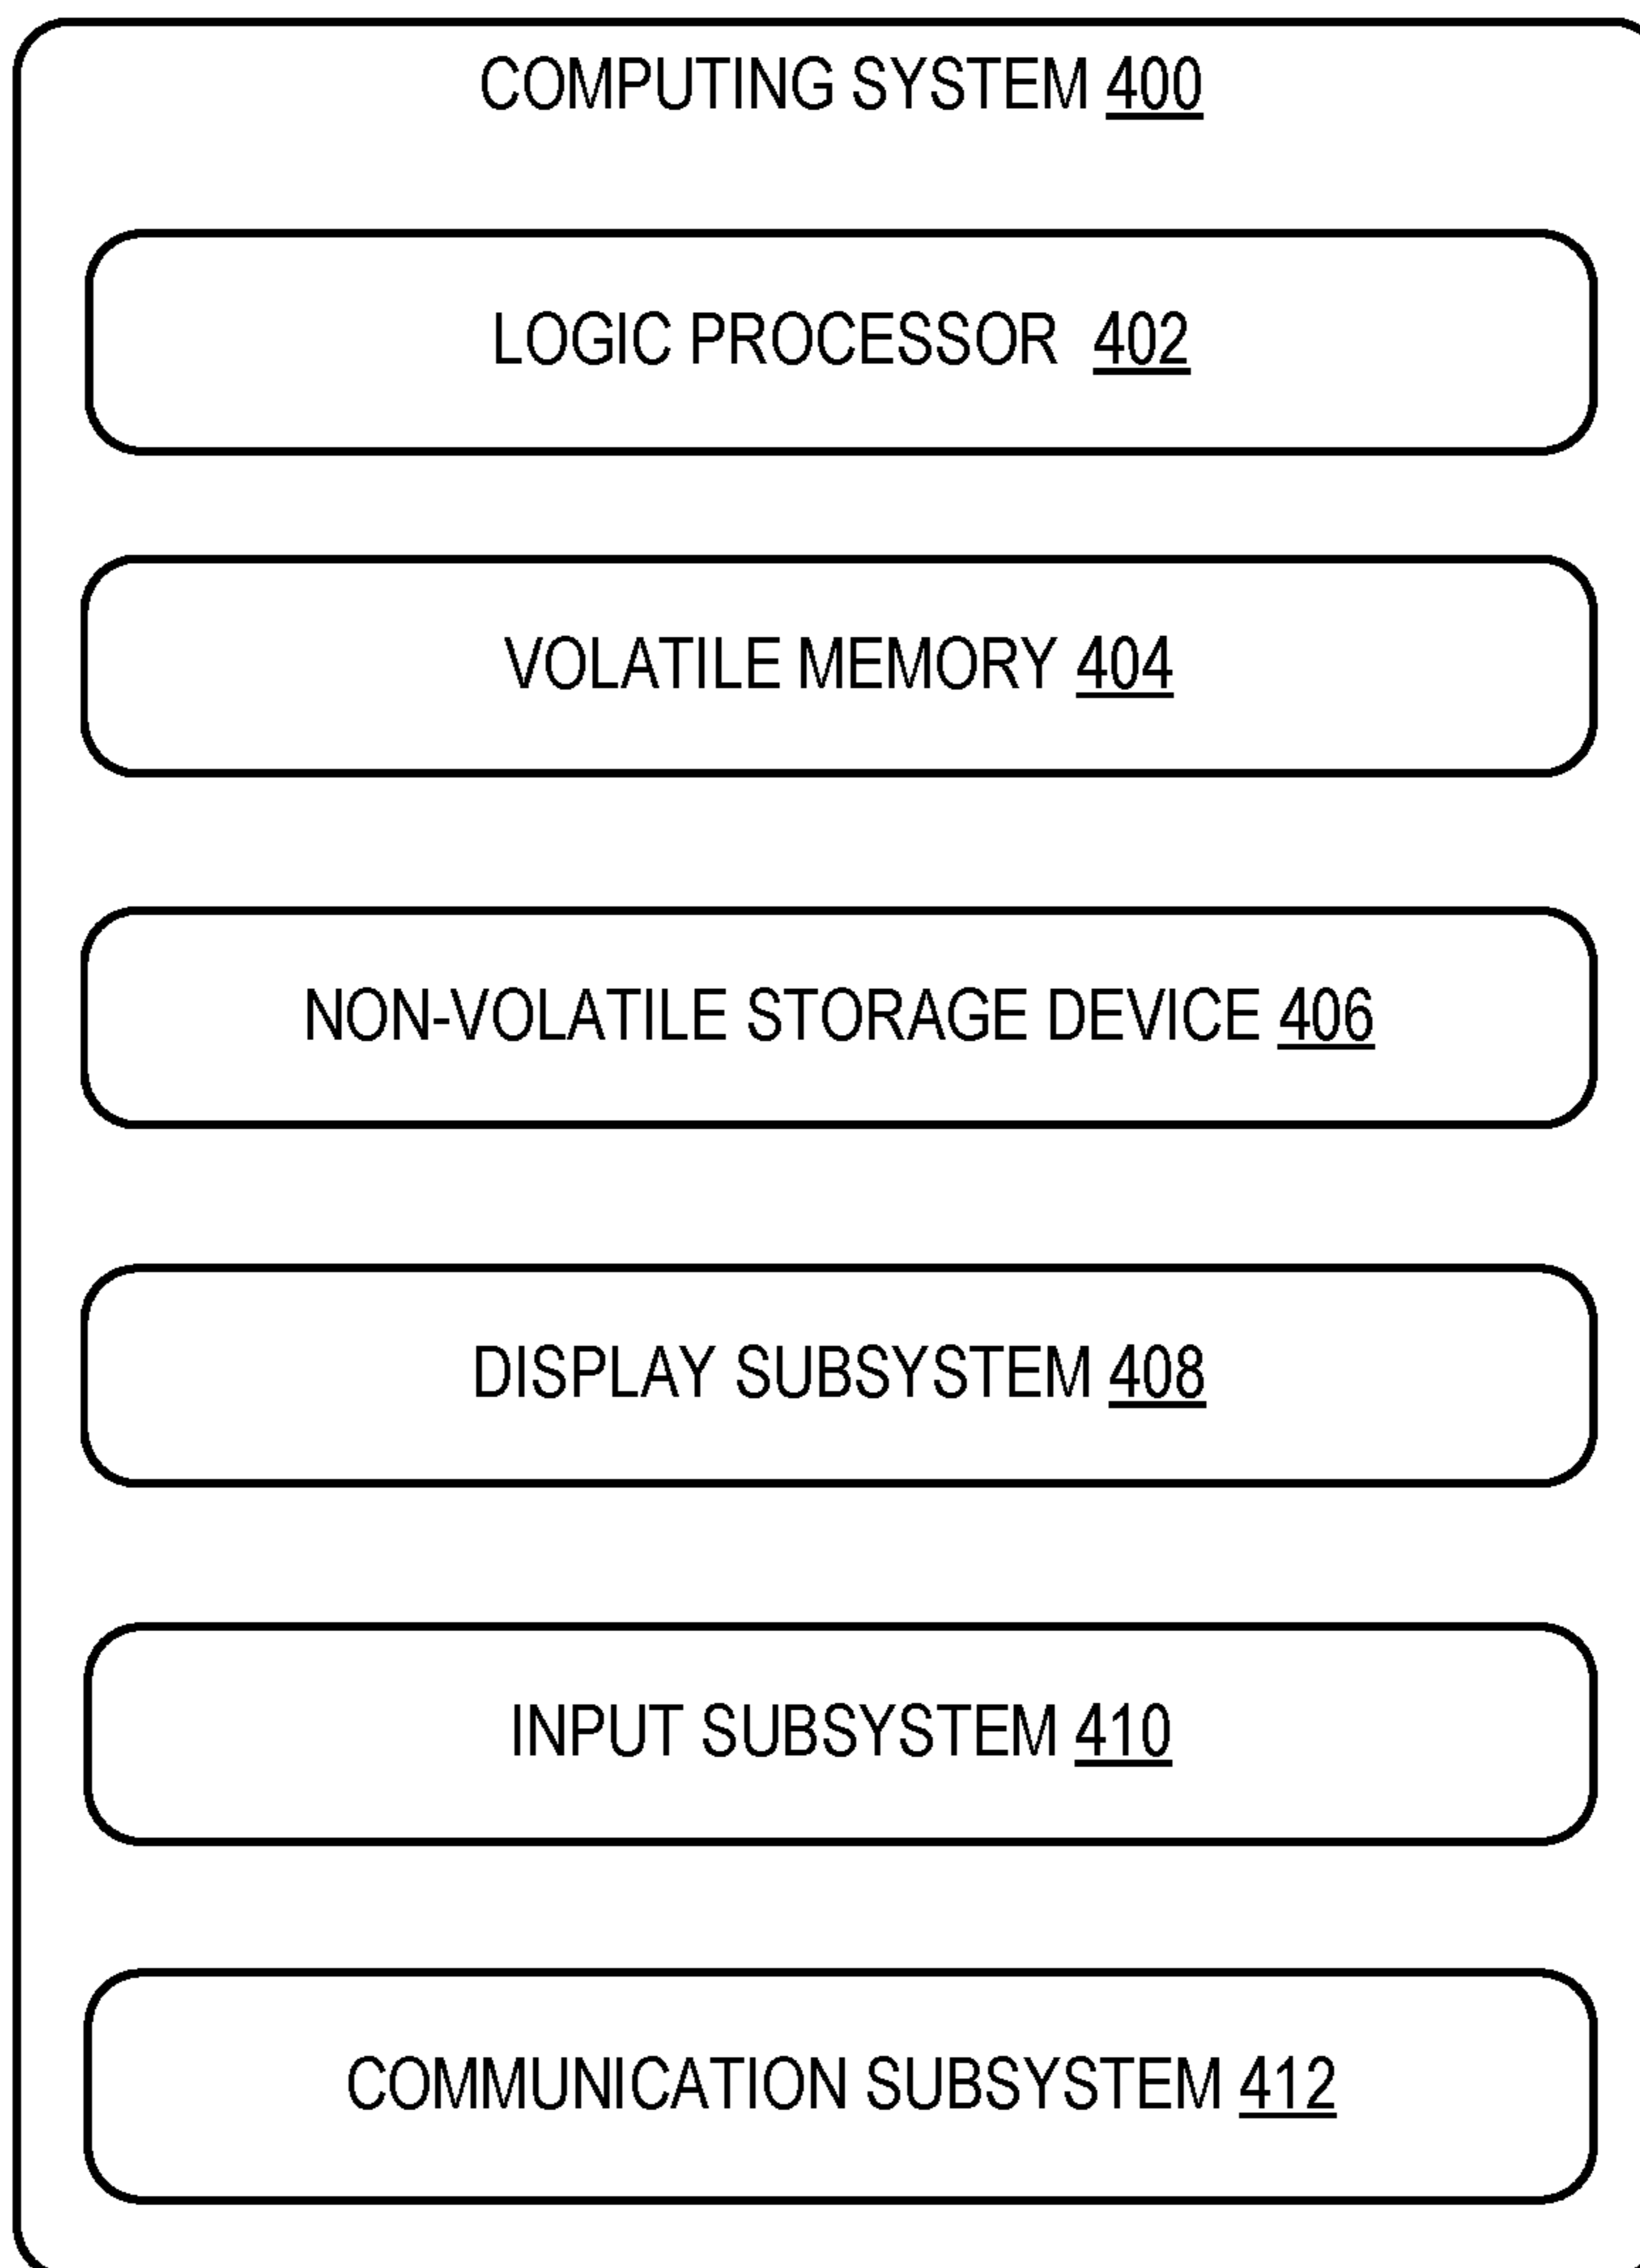 COMPUTING SYSTEM 400
LOGIC PROCESSOR 402
VOLATILE MEMORY 404
NON-VOLATILE STORAGE DEVICE 406
DISPLAY SUBSYSTEM 408
INPUT SUBSYSTEM 410
COMMUNICATION SUBSYSTEM 412